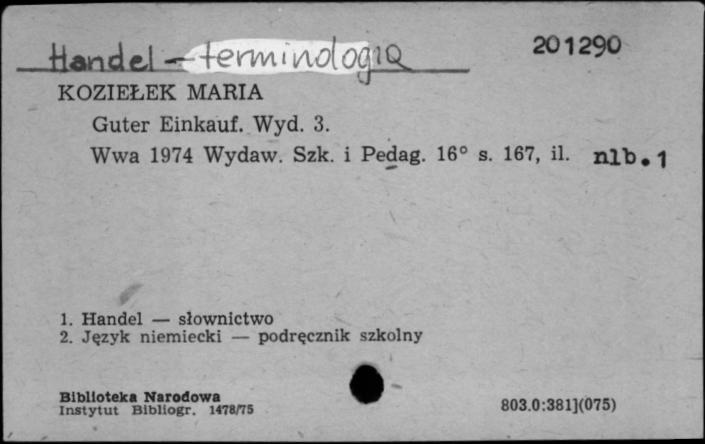 Handel - terminologia
201290
KOZIEŁEK MARIA
Guter Einkauf. Wyd. 3.
Wwa 1974 Wydaw. Szk. i Pedag. 16° s. 167, il. nlb. 1
1. Handel — słownictwo
2. Język niemiecki — podręcznik szkolny
Biblioteka Narodowa
Instytut Bibliogr. 1478/75
803.0:381](075)